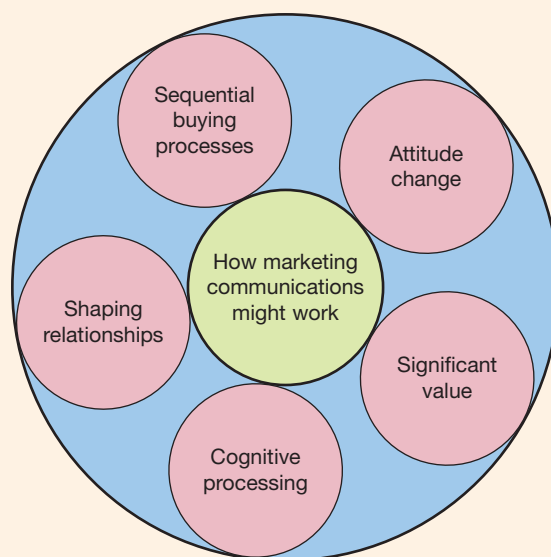 Sequential
buying
processes
Attitude
change
How marketing
communications
might work
Shaping
relationships
Significant
value
Cognitive
processing